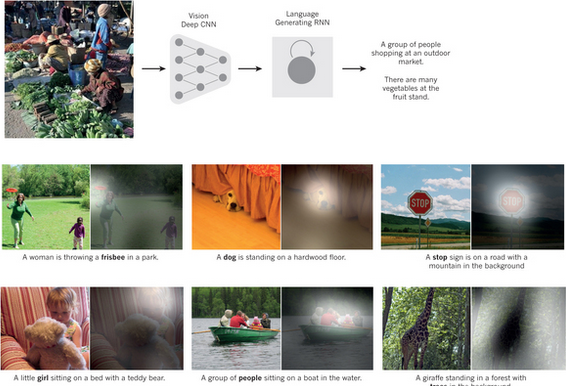 Vision
Deep CNN
Language
Generating RNN
A group of people
shopping at an outdoor
market.
There are many
vegetables at the
fruit stand.
A woman is throwing a frisbee in a park.
A dog is standing on a hardwood floor.
A stop sign is on a road with a
mountain in the background
STOP
STOP
A little girl sitting on a bed with a teddy bear.
A group of people sitting on a boat in the water.
A giraffe standing in a forest with
trees in the background.